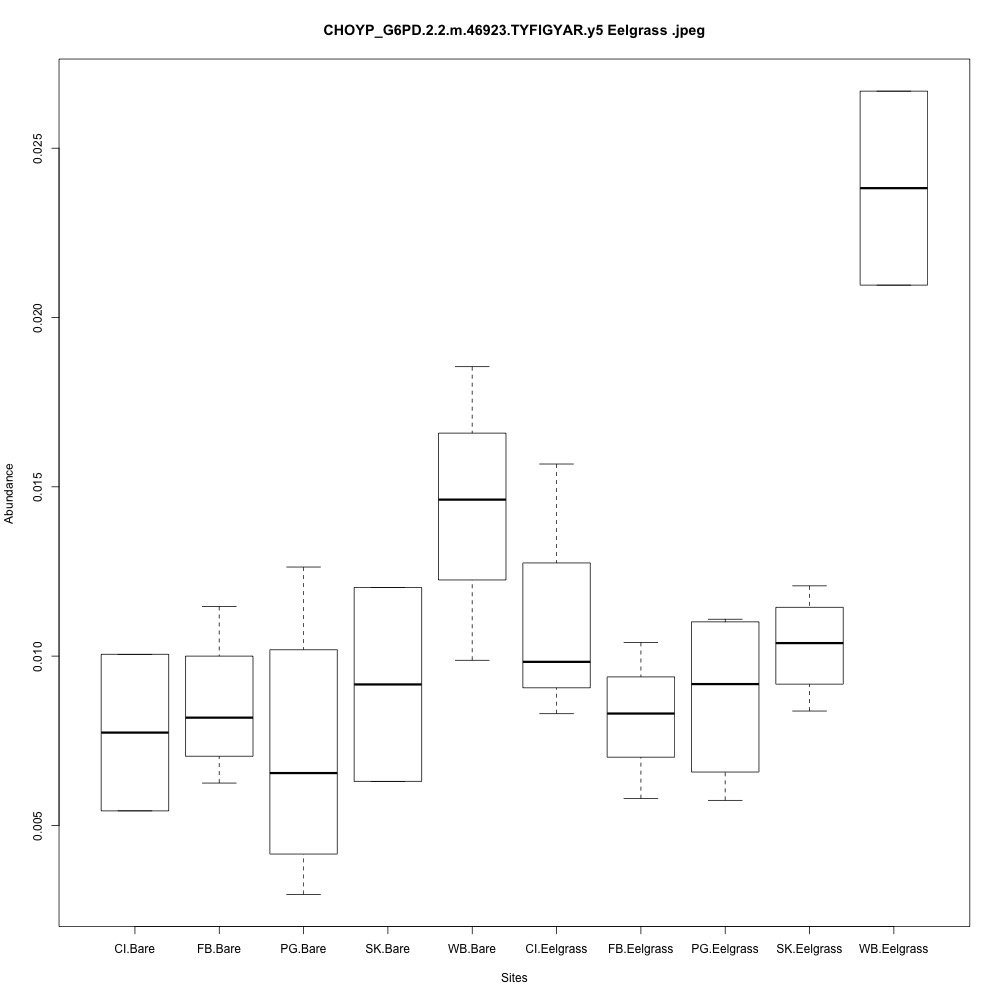 CHOYP_G6PD.2.2.m.46923.TYFIGYAR.y5 Eelgrass .jpeg
0.025
0.020
0.015
0.010
0.005
Abundance
CI.Bare FB.Bare PG.Bare SK.Bare WB.Bare CI.Eelgrass FB.Eelgrass PG.Eelgrass SK.Eelgrass WB.Eelgrass
Sites